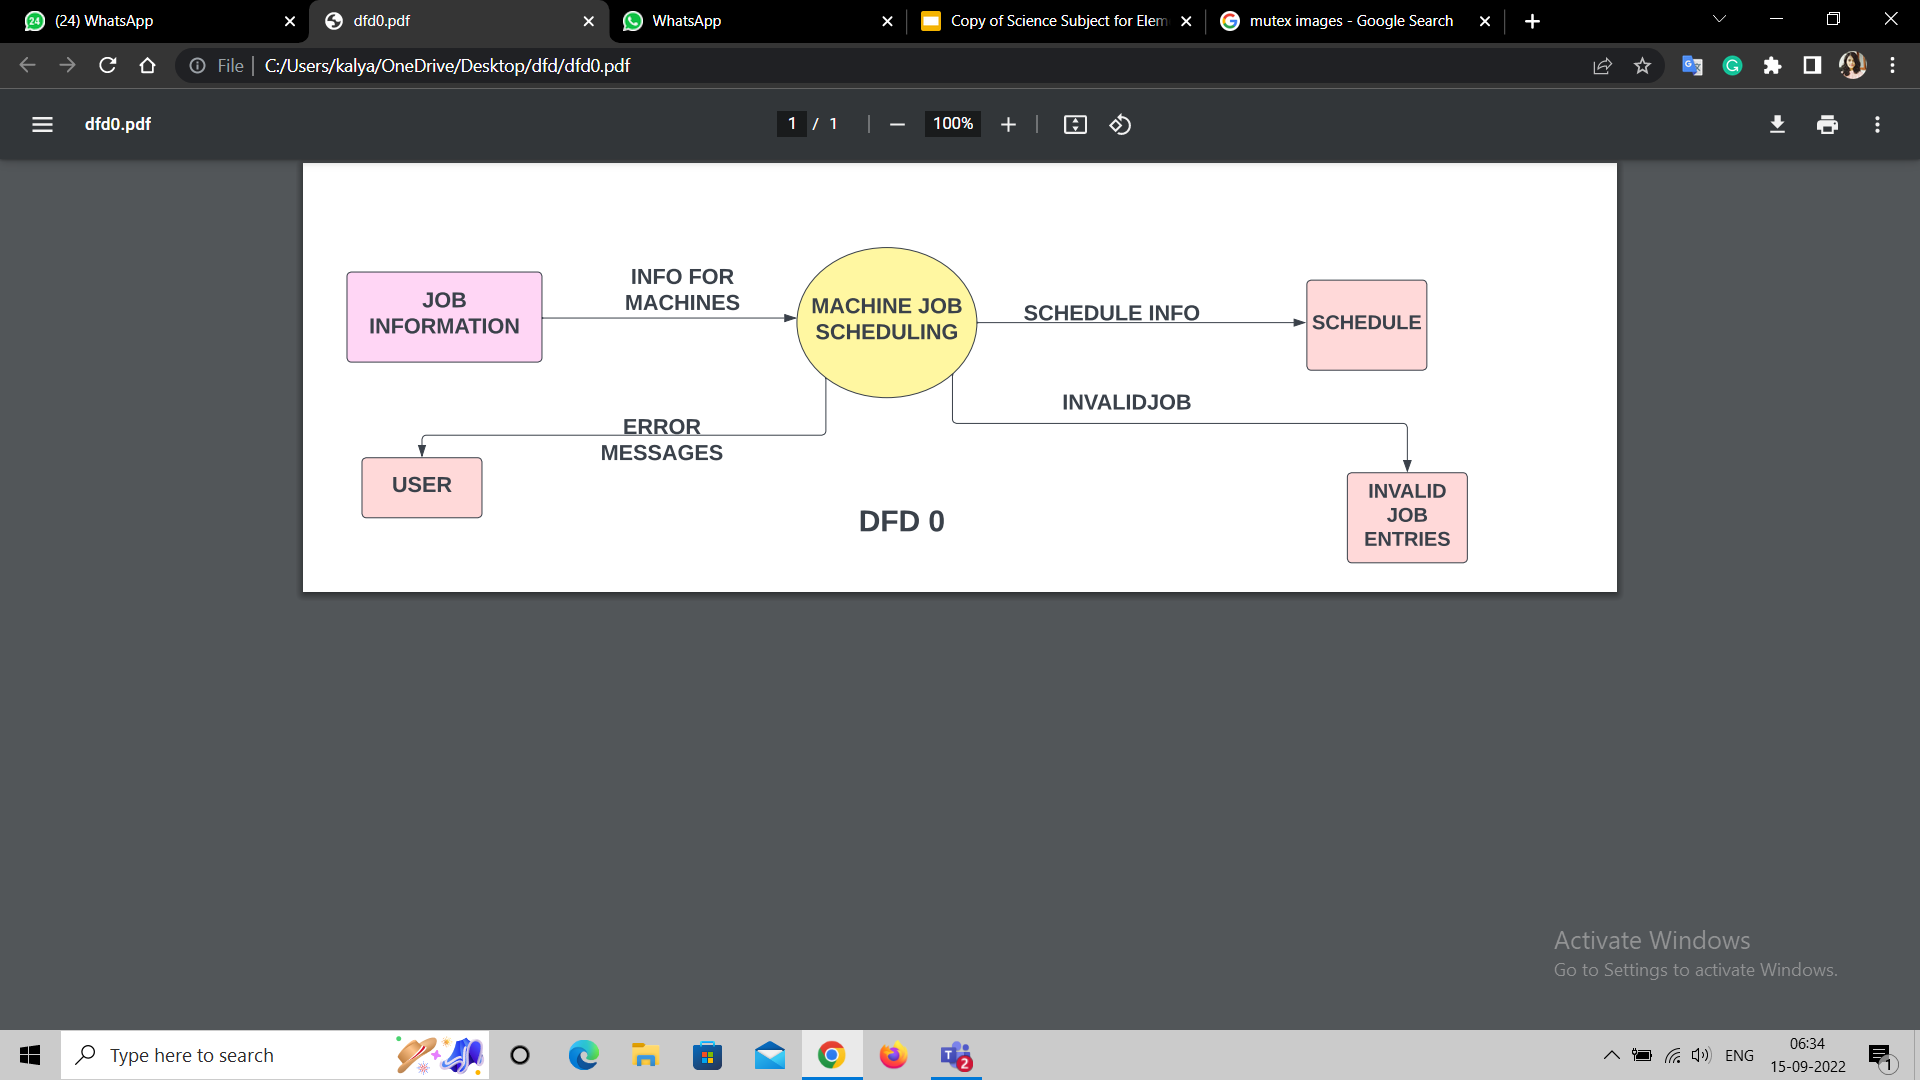 (24) WhatsApp
dfd0.pdf
WhatsApp
Copy of Science Subject for Elem
mutex images - Google Search
File
C:/Users/kalya/OneDrive/Desktop/dfd/dfd0.pdf
dfd0.pdf
1 / 1
100%
JOB
INFORMATION
INFO FOR
MACHINES
MACHINE JOB
SCHEDULING
SCHEDULE INFO
SCHEDULE
ERROR
MESSAGES
INVALIDJOB
USER
INVALID
JOB
ENTRIES
DFD 0
Activate Windows
Go to Settings to activate Windows.
Type here to search
2
ENG
06:34
15-09-2022
1